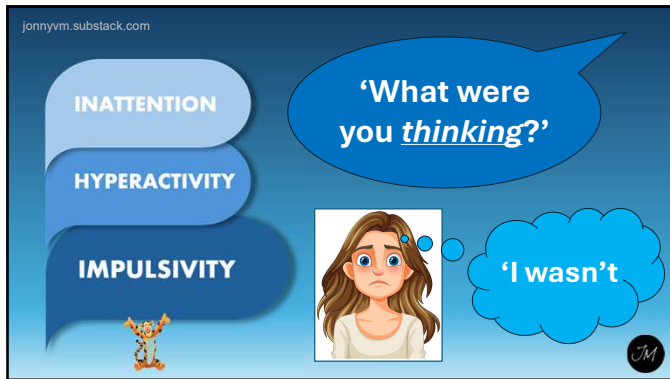 jonnyvm.substack.com
INATTENTION
HYPERACTIVITY
IMPULSIVITY
‘What were
you thinking?’
‘I wasn’t
JM